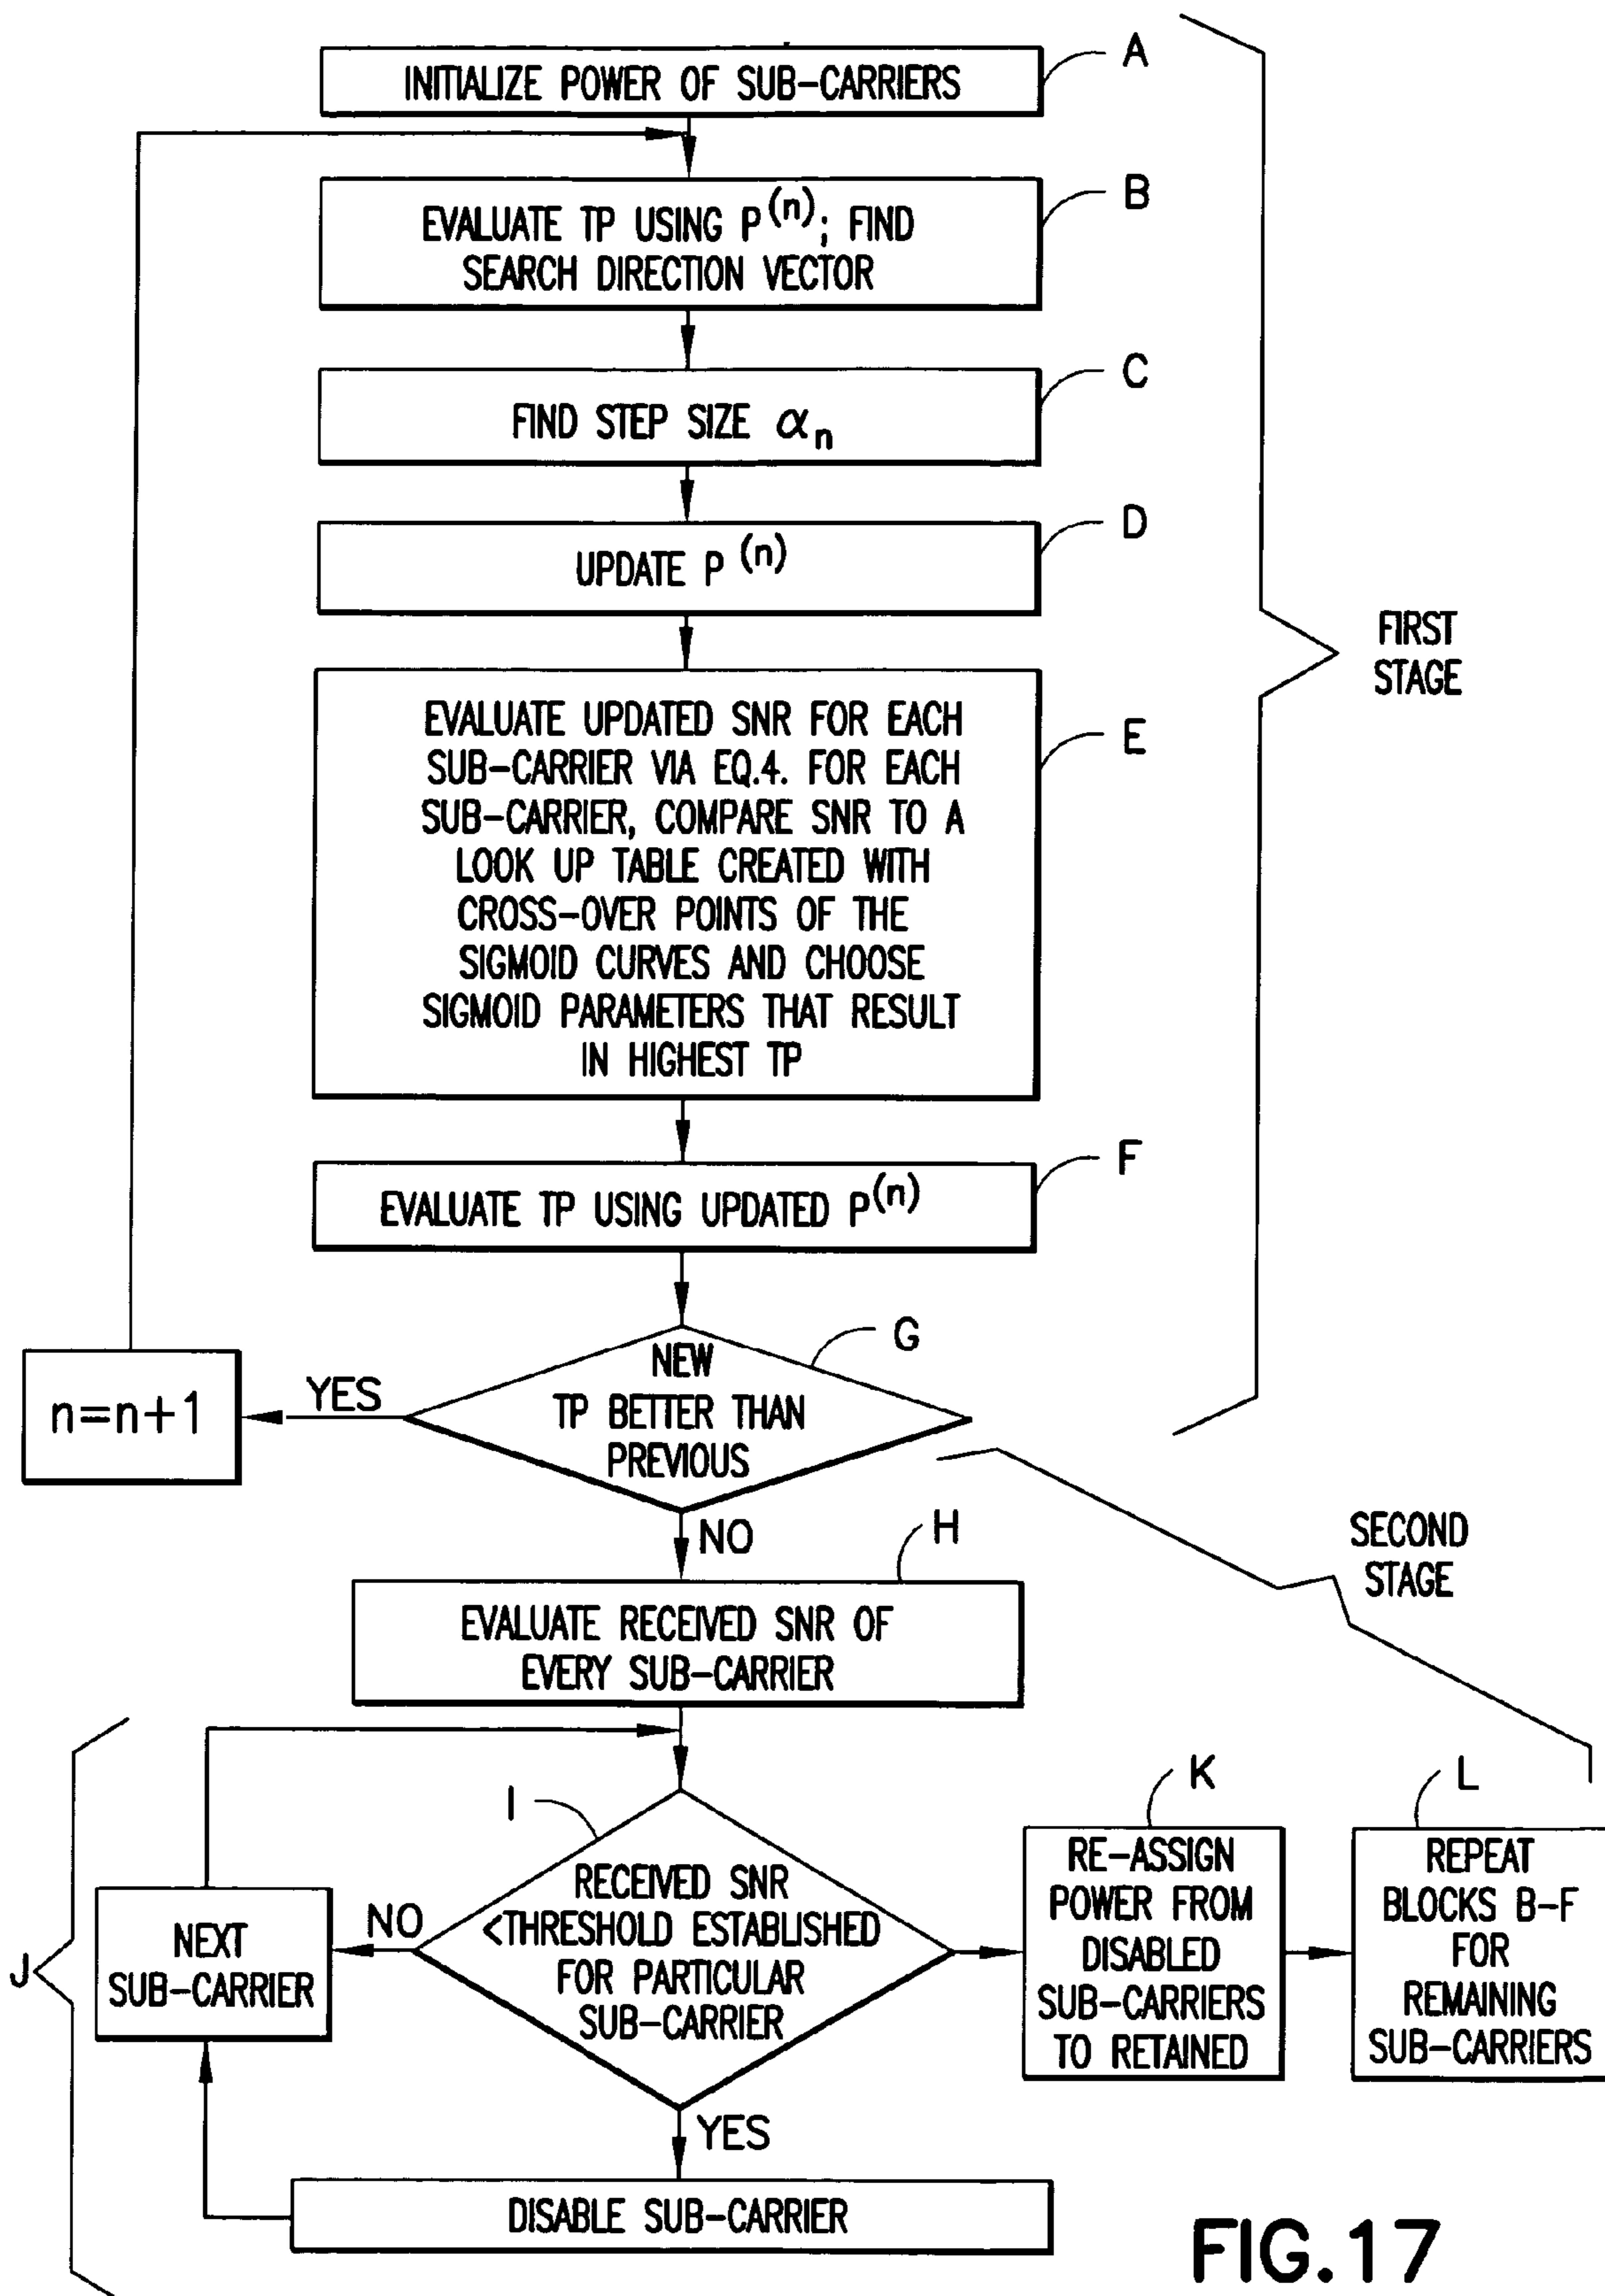 A
INITIALIZE POWER OF SUB-CARRIERS
B
EVALUATE TP USING P(n); FIND
SEARCH DIRECTION VECTOR
C
FIND STEP SIZE αn
D
UPDATE P(n)
FIRST
STAGE
E
EVALUATE UPDATED SNR FOR EACH
SUB-CARRIER VIA EQ.4. FOR EACH
SUB-CARRIER, COMPARE SNR TO A
LOOK UP TABLE CREATED WITH
CROSS-OVER POINTS OF THE
SIGMOID CURVES AND CHOOSE
SIGMOID PARAMETERS THAT RESULT
IN HIGHEST TP
F
EVALUATE TP USING UPDATED P(n)
G
NEW
TP BETTER THAN
PREVIOUS
YES
n=n+1
NO
SECOND
STAGE
H
EVALUATE RECEIVED SNR OF
EVERY SUB-CARRIER
I
RECEIVED SNR
<THRESHOLD ESTABLISHED
FOR PARTICULAR
SUB-CARRIER
NO
NEXT
SUB-CARRIER
J
K
RE-ASSIGN
POWER FROM
DISABLED
SUB-CARRIERS
TO RETAINED
L
REPEAT
BLOCKS B-F
FOR
REMAINING
SUB-CARRIERS
YES
DISABLE SUB-CARRIER
FIG.17